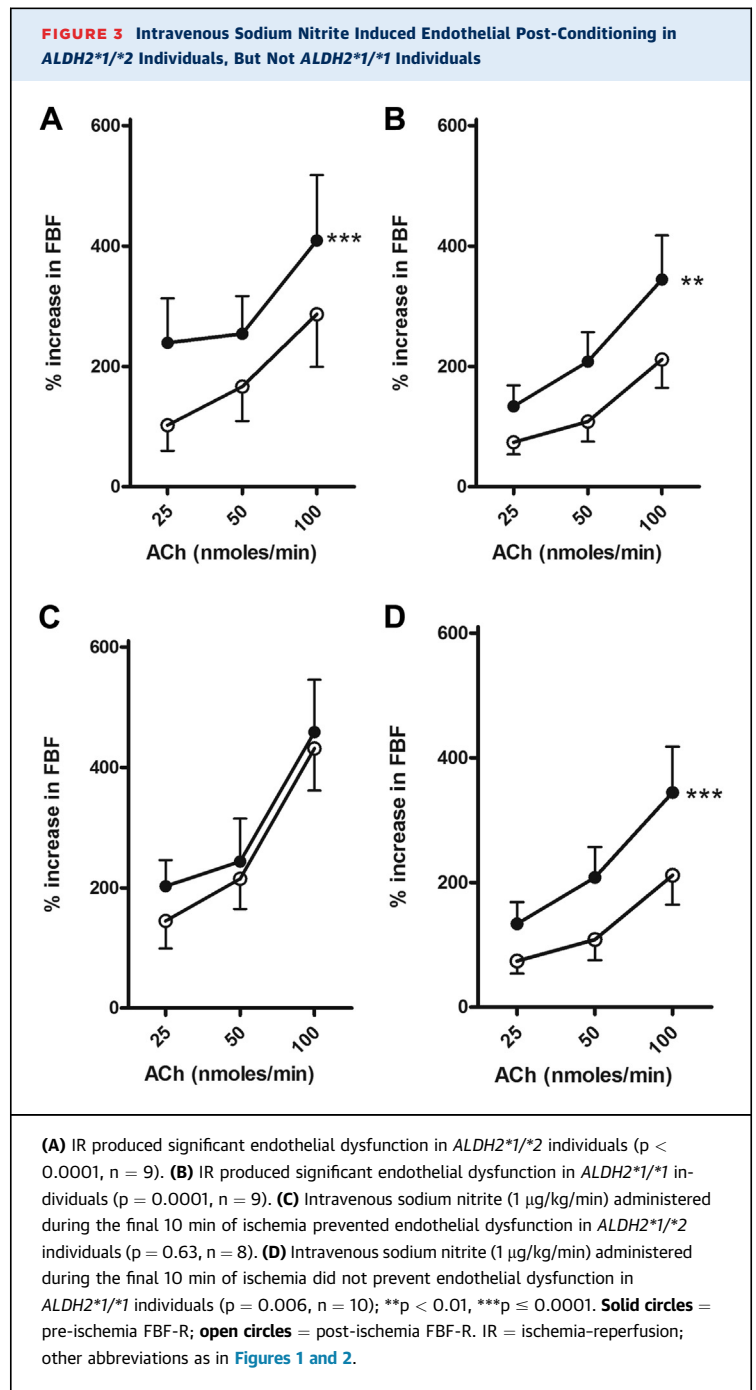 FIGURE 3 Intravenous Sodium Nitrite Induced Endothelial Post-Conditioning in
ALDH2*1/*2 Individuals, But Not ALDH2*1/*1 Individuals
A
600
400
200
0
% increase in FBF
***
25
50
100
ACh (nmoles/min)
B
600
400
200
0
% increase in FBF
**
25
50
100
ACh (nmoles/min)
C
600
400
200
0
% increase in FBF
25
50
100
ACh (nmoles/min)
D
600
400
200
0
% increase in FBF
***
25
50
100
ACh (nmoles/min)
(A) IR produced significant endothelial dysfunction in ALDH2*1/*2 individuals (p <
0.0001, n = 9). (B) IR produced significant endothelial dysfunction in ALDH2*1/*1 in-
dividuals (p = 0.0001, n = 9). (C) Intravenous sodium nitrite (1 μg/kg/min) administered
during the final 10 min of ischemia prevented endothelial dysfunction in ALDH2*1/*2
individuals (p = 0.63, n = 8). (D) Intravenous sodium nitrite (1 μg/kg/min) administered
during the final 10 min of ischemia did not prevent endothelial dysfunction in
ALDH2*1/*1 individuals (p = 0.006, n = 10); **p < 0.01, ***p ≤ 0.0001. Solid circles =
pre-ischemia FBF-R; open circles = post-ischemia FBF-R. IR = ischemia-reperfusion;
other abbreviations as in Figures 1 and 2.